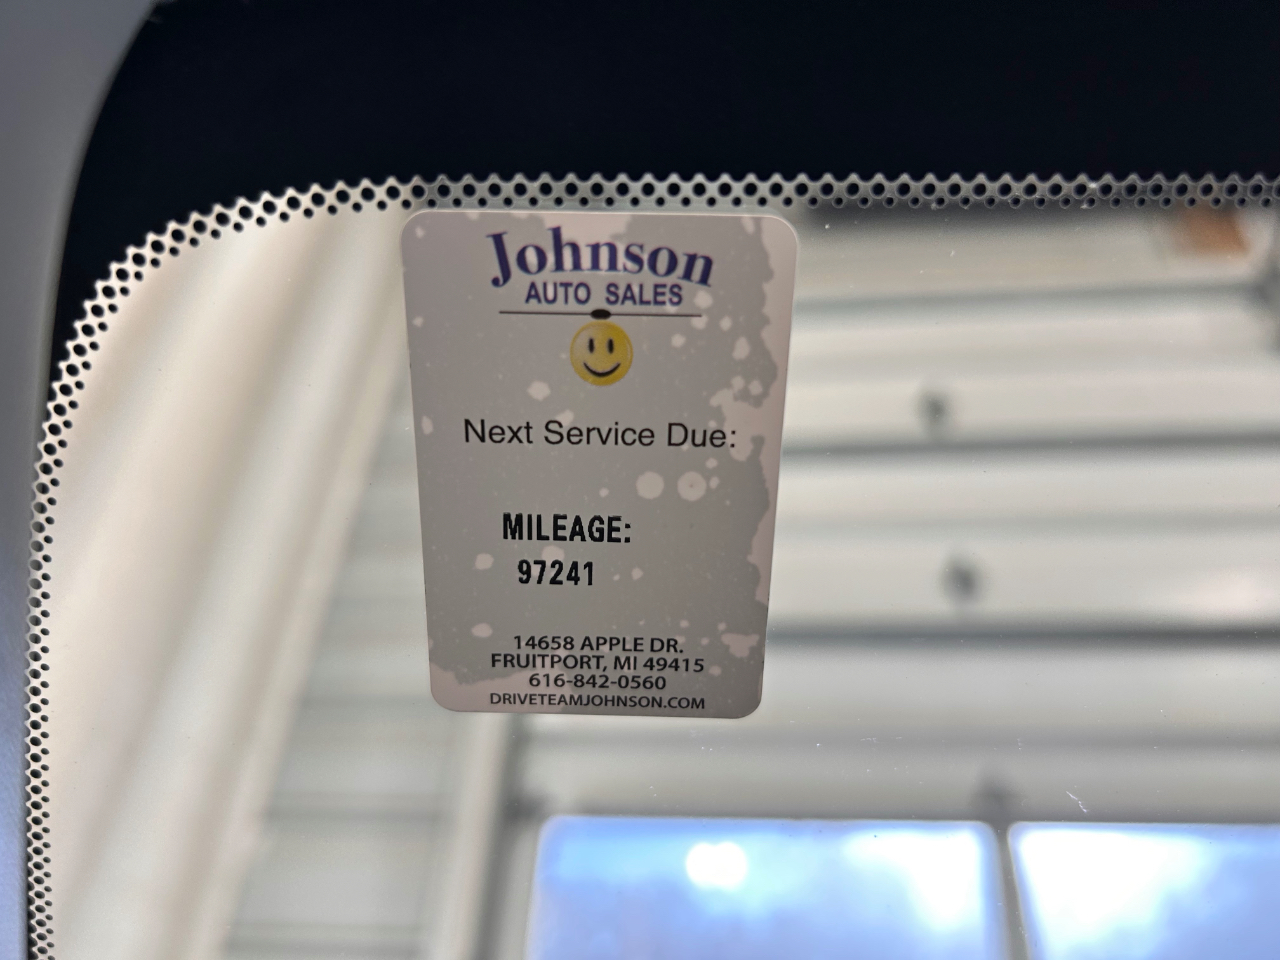 Johnson
AUTO SALES
Next Service Due:
MILEAGE:
97241
14658 APPLE DR.
FRUITPORT, MI 49415
616-842-0560
DRIVETEAMJOHNSON.COM